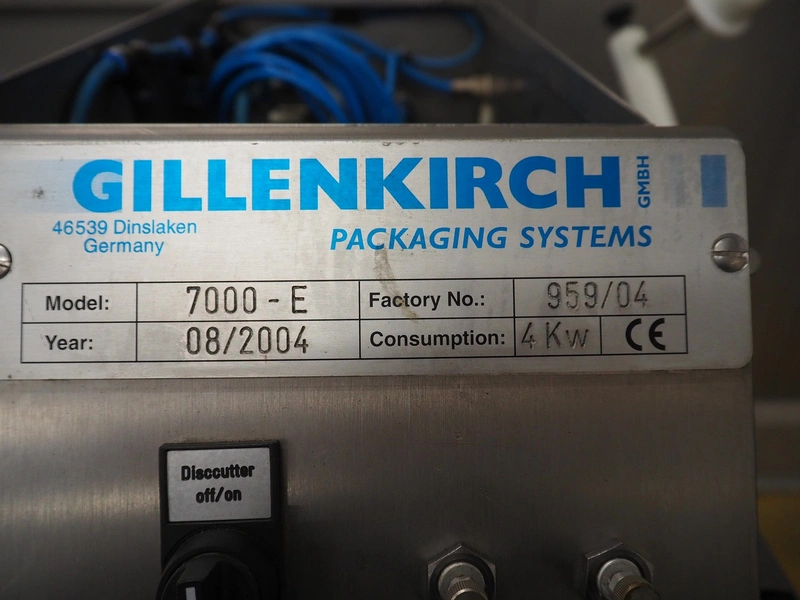 GILLENKIRCH GMBH
46539 Dinslaken
Germany
PACKAGING SYSTEMS
Model: 7000-E Factory No.: 959/04
Year: 08/2004 Consumption: 4 Kw CE
Disccutter
off/on